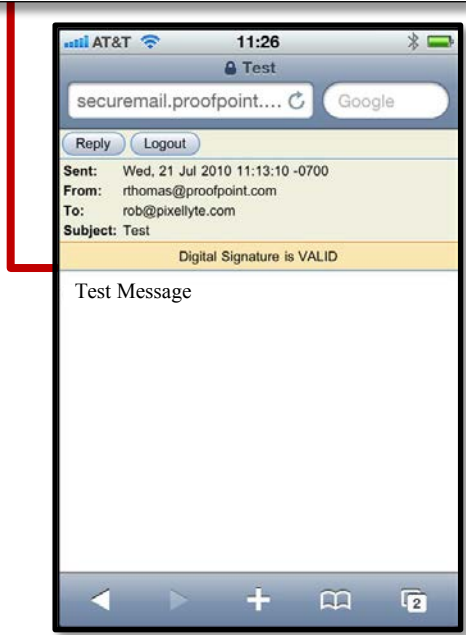 AT&T 11:26
Test
securemail.proofpoint.... Google
Reply Logout
Sent: Wed, 21 Jul 2010 11:13:10 -0700
From: rthomas@proofpoint.com
To: rob@pixellyte.com
Subject: Test
Digital Signature is VALID
Test Message
2